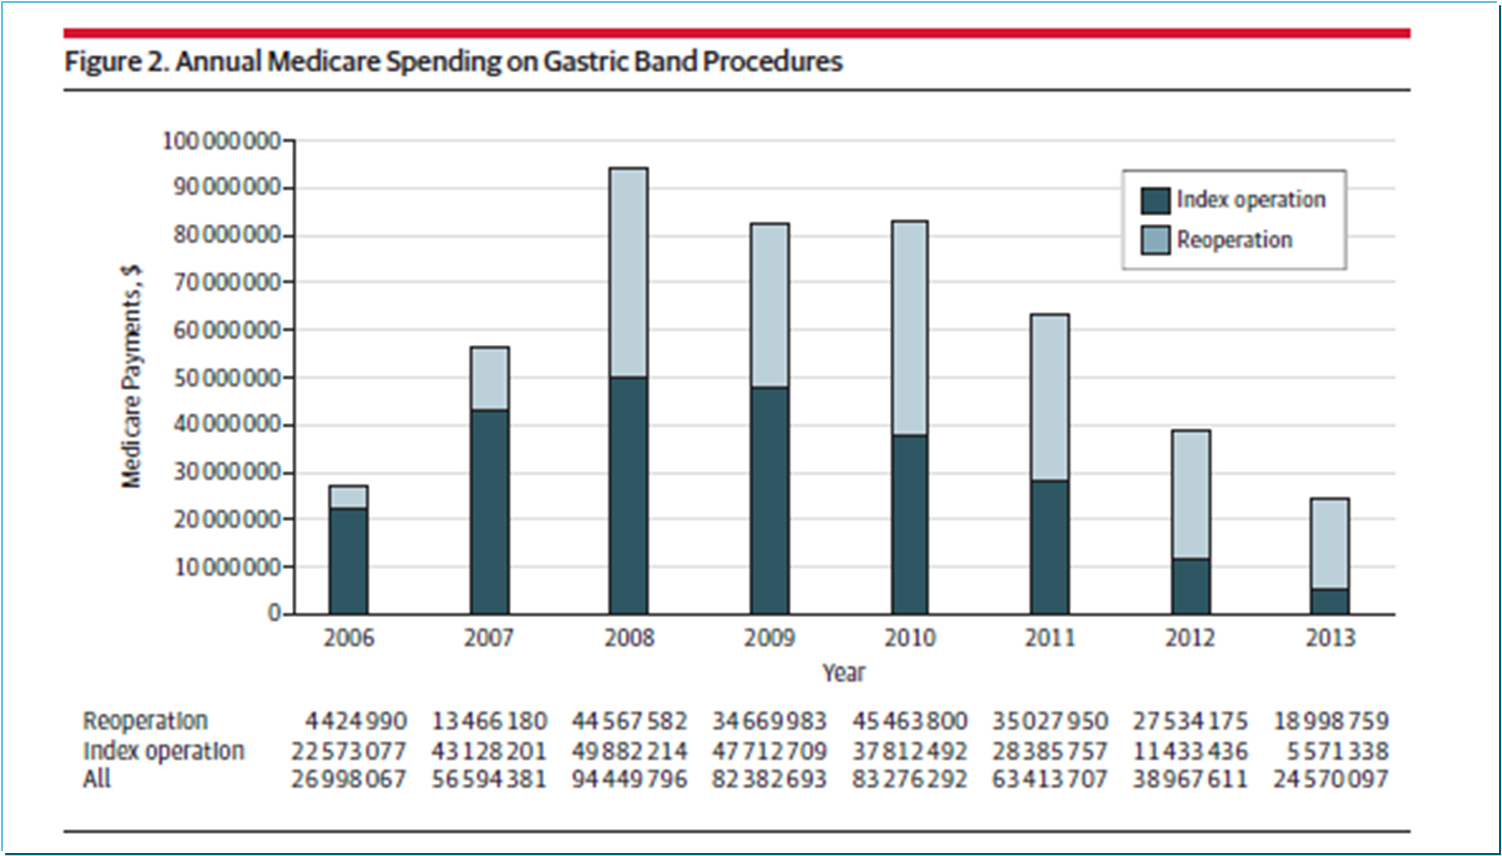 Figure 2. Annual Medicare Spending on Gastric Band Procedures
100 000 000
90 000 000
80 000 000
70 000 000
60 000 000
50 000 000
40 000 000
30 000 000
20 000 000
10 000 000
0
Medicare Payments, $
Index operation
Reoperation
2006 2007 2008 2009 2010 2011 2012 2013
Year
Reoperation 4 424 990 13 466 180 44 567 582 34 669 983 45 463 800 35 027 950 27 534 175 18 998 759
Index operation 22 573 077 43 128 201 49 882 214 47 712 709 37 812 492 28 385 757 11 433 436 5 571 338
All 26 998 067 56 594 381 94 449 796 82 382 693 83 276 292 63 413 707 38 967 611 24 570 097